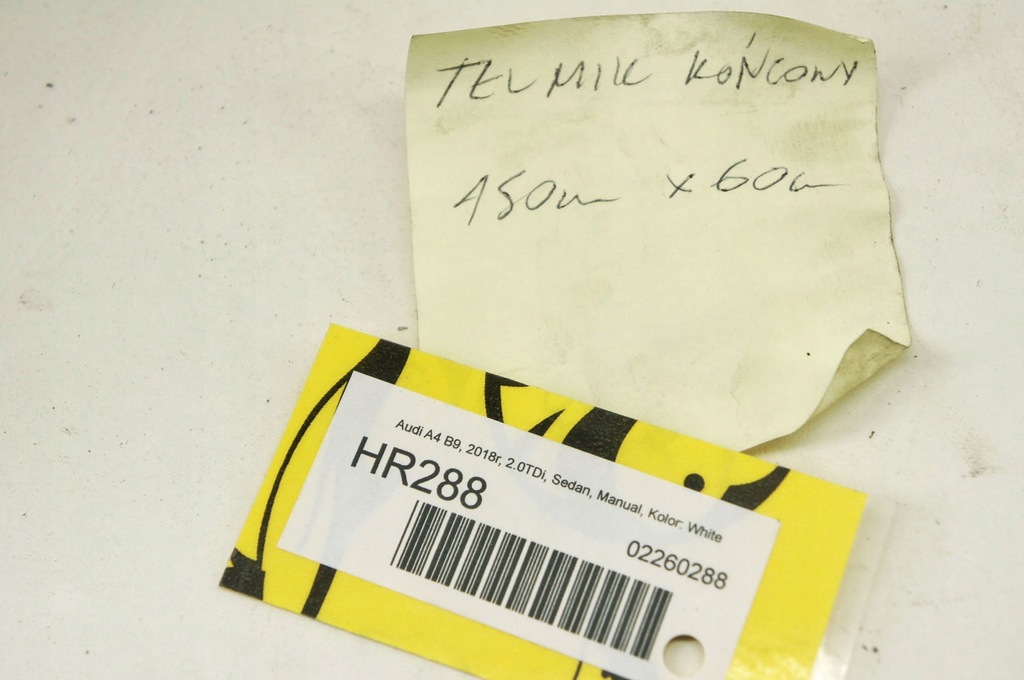 TŁUMIK KOŃCOWY
150cm x 60cm
Audi A4 B9, 2018r, 2.0TDi, Sedan, Manual, Kolor: White
HR288
02260288